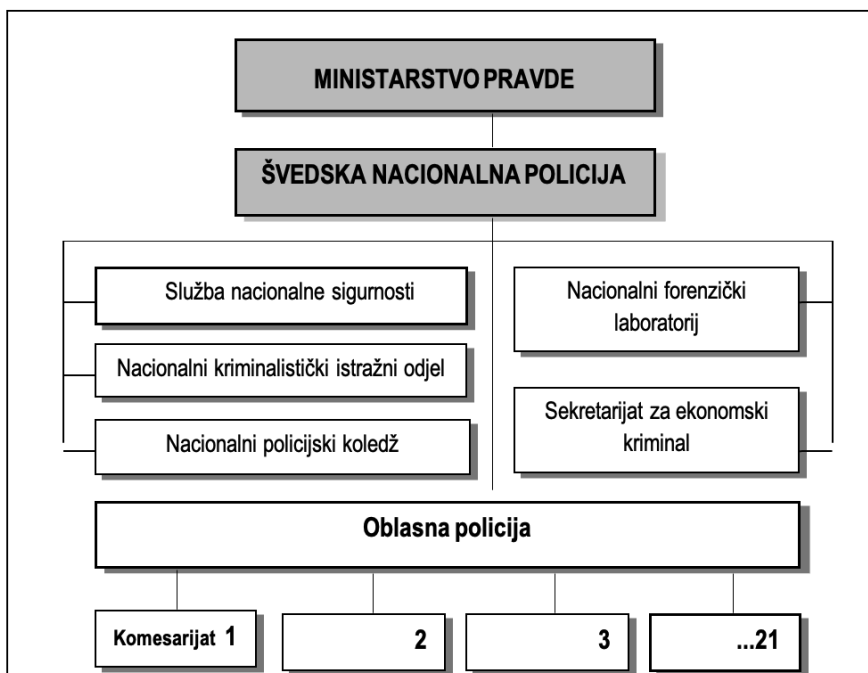 MINISTARSTVO PRAVDE
ŠVEDSKA NACIONALNA POLICIJA
Služba nacionalne sigurnosti
Nacionalni kriminalistički istražni odjel
Nacionalni policijski koledž
Nacionalni forenzički
laboratorij
Sekretarijat za ekonomski
kriminal
Oblasna policija
Komesarijat 1
2
3
...21